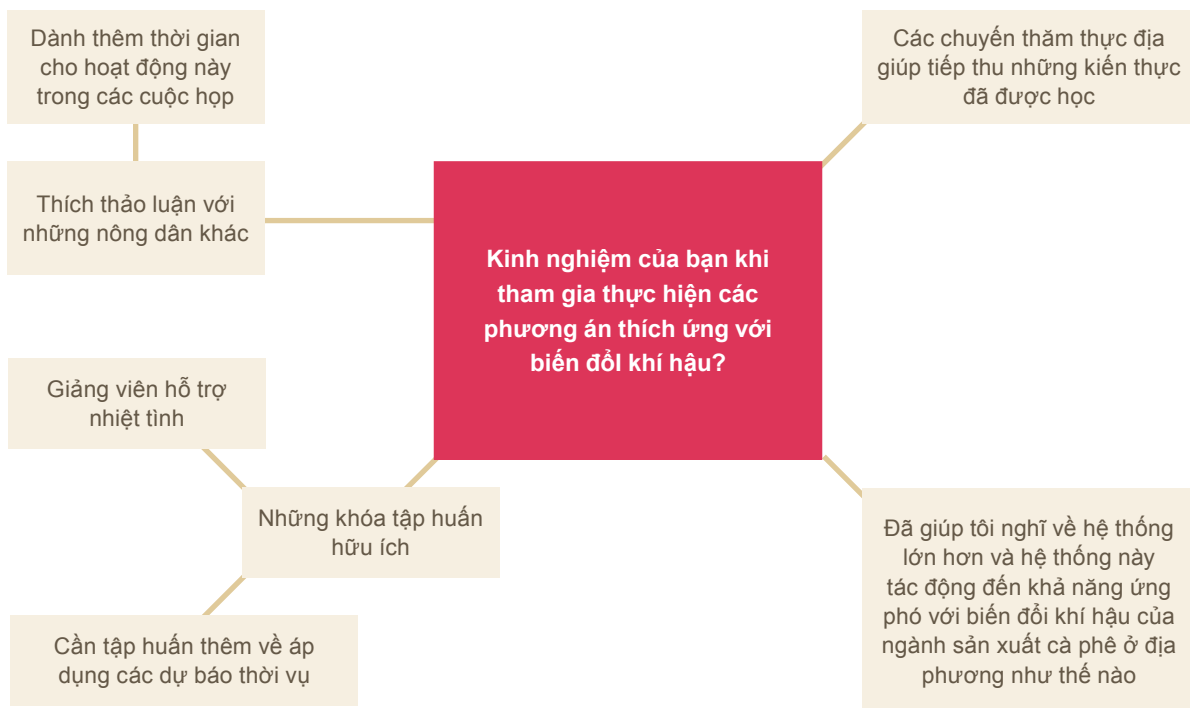 Dành thêm thời gian
cho hoạt động này
trong các cuộc họp
Thích thảo luận với
những nông dân khác
Các chuyến thăm thực địa
giúp tiếp thu những kiến thức
đã được học
Kinh nghiệm của bạn khi
tham gia thực hiện các
phương án thích ứng với
biến đổl khí hậu?
Giảng viên hỗ trợ
nhiệt tình
Những khóa tập huấn
hữu ích
Cần tập huấn thêm về áp
dụng các dự báo thời vụ
Đã giúp tôi nghĩ về hệ thống
lớn hơn và hệ thống này
tác động đến khả năng ứng
phó với biến đổi khí hậu của
ngành sản xuất cà phê ở địa
phương như thế nào